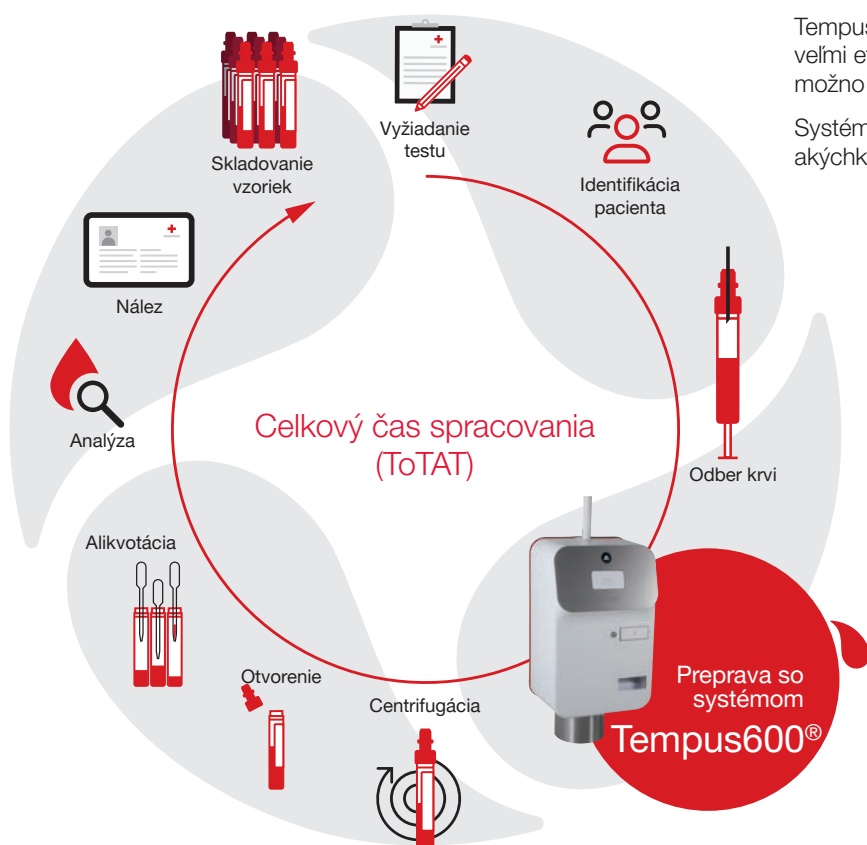 Tempus
veľmi
možno
Systém
Vyžiadanie
testu
Identifikácia
pacienta
Odber krvi
Preprava so
systémom
Tempus600®
Centrifugácia
Otvorenie
Alikvotácia
Analýza
Nález
Skladovanie
vzoriek
Celkový čas spracovania
(ToTAT)